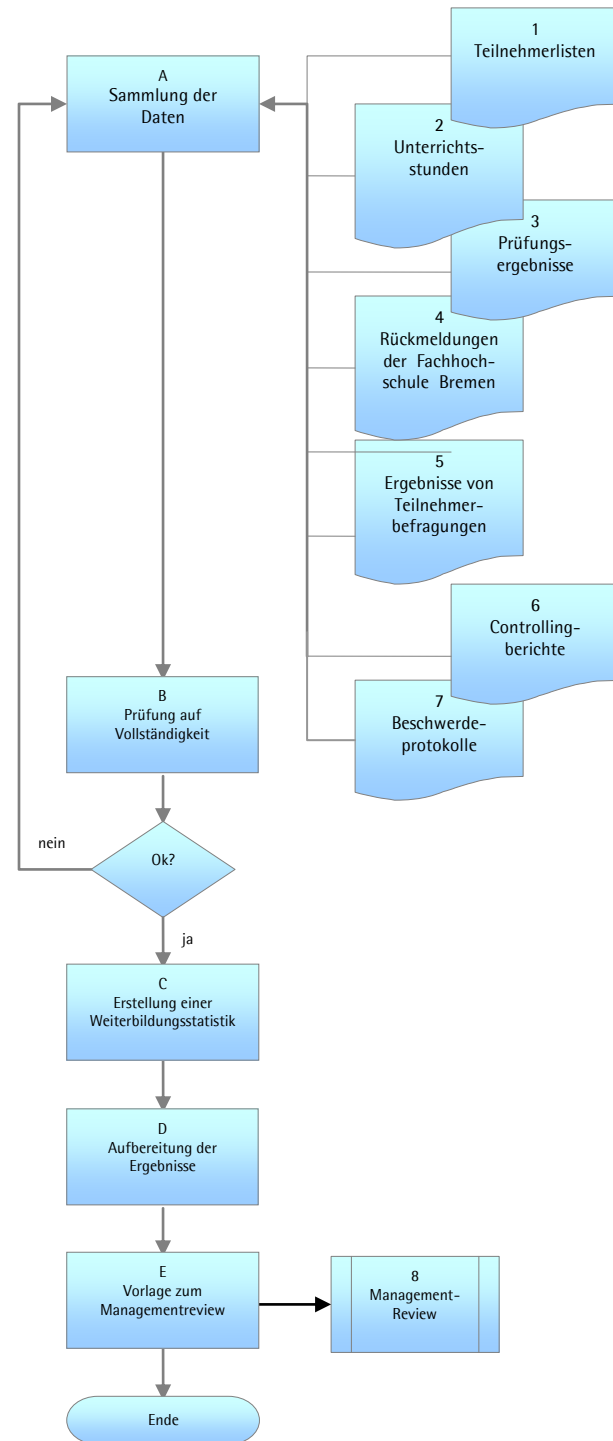 A
Sammlung der
Daten
1
Teilnehmerlisten
2
Unterrichts-
stunden
3
Prüfungs-
ergebnisse
4
Rückmeldungen
der Fachhoch-
schule Bremen
5
Ergebnisse von
Teilnehmer-
befragungen
6
Controlling-
berichte
7
Beschwerde-
protokolle
B
Prüfung auf
Vollständigkeit
nein
Ok?
ja
C
Erstellung einer
Weiterbildungsstatistik
D
Aufbereitung der
Ergebnisse
E
Vorlage zum
Managementreview
8
Management-
Review
Ende